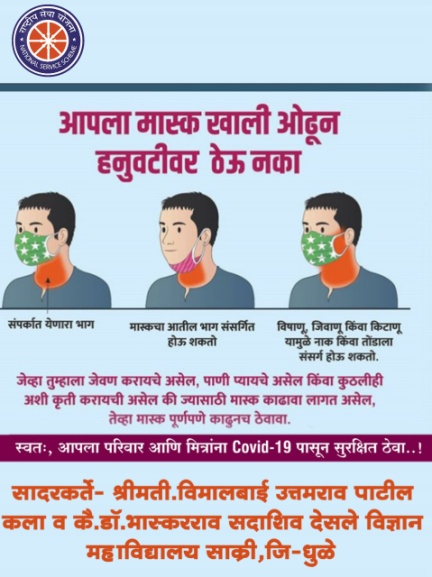 राष्ट्रीय सेवा योजना
NATIONAL SERVICE SCHEME
आपला मास्क खाली ओढून
हनुवटीवर ठेऊ नका
संपर्कात येणारा भाग
मास्कचा आतील भाग संसर्गित
होऊ शकतो
विषाणू, जिवाणू किंवा किटाणू
यामुळे नाक किंवा तोंडाला
संसर्ग होऊ शकतो.
जेव्हा तुम्हाला जेवण करायचे असेल, पाणी प्यायचे असेल किंवा कुठलीही
अशी कृती करायची असेल की ज्यासाठी मास्क काढावा लागत असेल,
तेव्हा मास्क पूर्णपणे काढुनच ठेवावा.
स्वतः, आपला परिवार आणि मित्रांना Covid-19 पासून सुरक्षित ठेवा..!
सादरकर्ते- श्रीमती.विमालबाई उत्तमराव पाटील
कला व कै.डॉ.भास्करराव सदाशिव देसले विज्ञान
महाविद्यालय साक्री,जि-धुळे